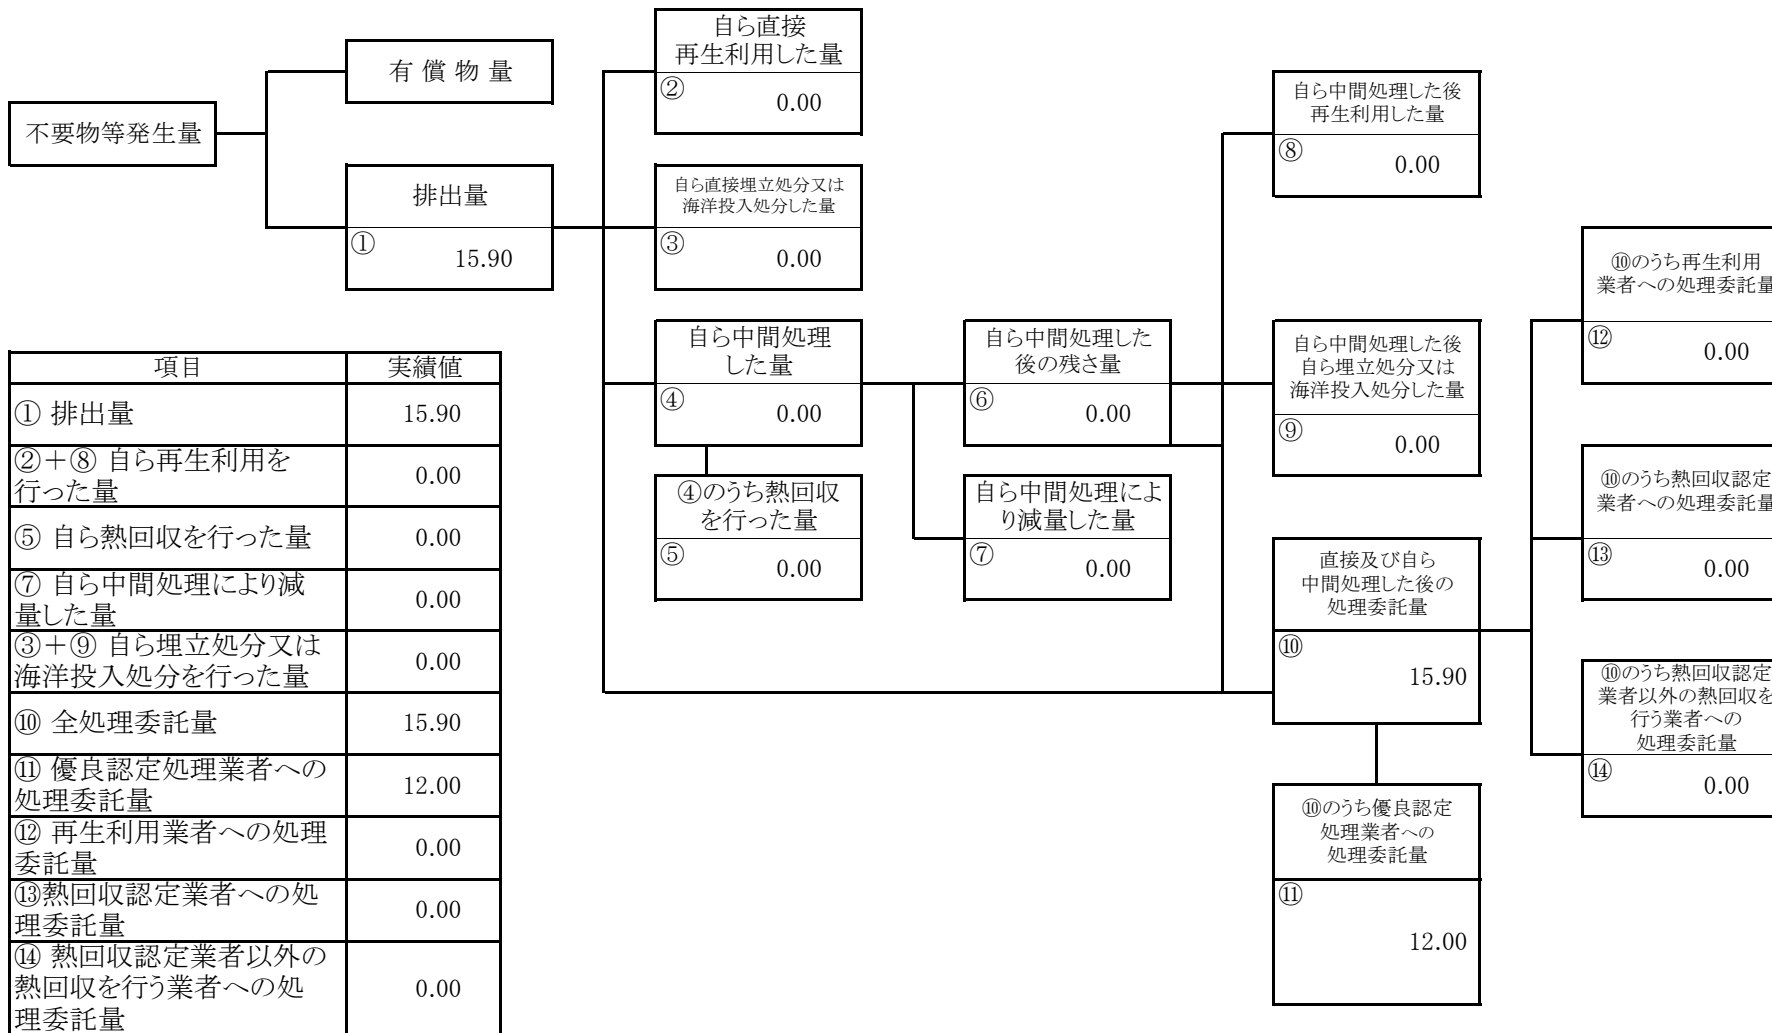 不要物等発生量
有 償 物 量
排出量
①
15.90
自ら直接
再生利用した量
②
0.00
自ら直接埋立処分又は
海洋投入処分した量
③
0.00
自ら中間処理
した量
④
0.00
④のうち熱回収
を行った量
⑤
0.00
自ら中間処理した
後の残さ量
⑥
0.00
自ら中間処理によ
り減量した量
⑦
0.00
自ら中間処理した後
再生利用した量
⑧
0.00
自ら中間処理した後
自ら埋立処分又は
海洋投入処分した量
⑨
0.00
直接及び自ら
中間処理した後の
処理委託量
⑩
15.90
⑩のうち優良認定
処理業者への
処理委託量
⑪
12.00
⑩のうち再生利用
業者への処理委託量
⑫
0.00
⑩のうち熱回収認定
業者への処理委託量
⑬
0.00
⑩のうち熱回収認定
業者以外の熱回収を
行う業者への
処理委託量
⑭
0.00
項目 実績値
① 排出量 15.90
②＋⑧ 自ら再生利用を
行った量 0.00
⑤ 自ら熱回収を行った量 0.00
⑦ 自ら中間処理により減
量した量 0.00
③＋⑨ 自ら埋立処分又は
海洋投入処分を行った量 0.00
⑩ 全処理委託量 15.90
⑪ 優良認定処理業者への
処理委託量 12.00
⑫ 再生利用業者への処理
委託量 0.00
⑬熱回収認定業者への処
理委託量 0.00
⑭ 熱回収認定業者以外の
熱回収を行う業者への処
理委託量 0.00